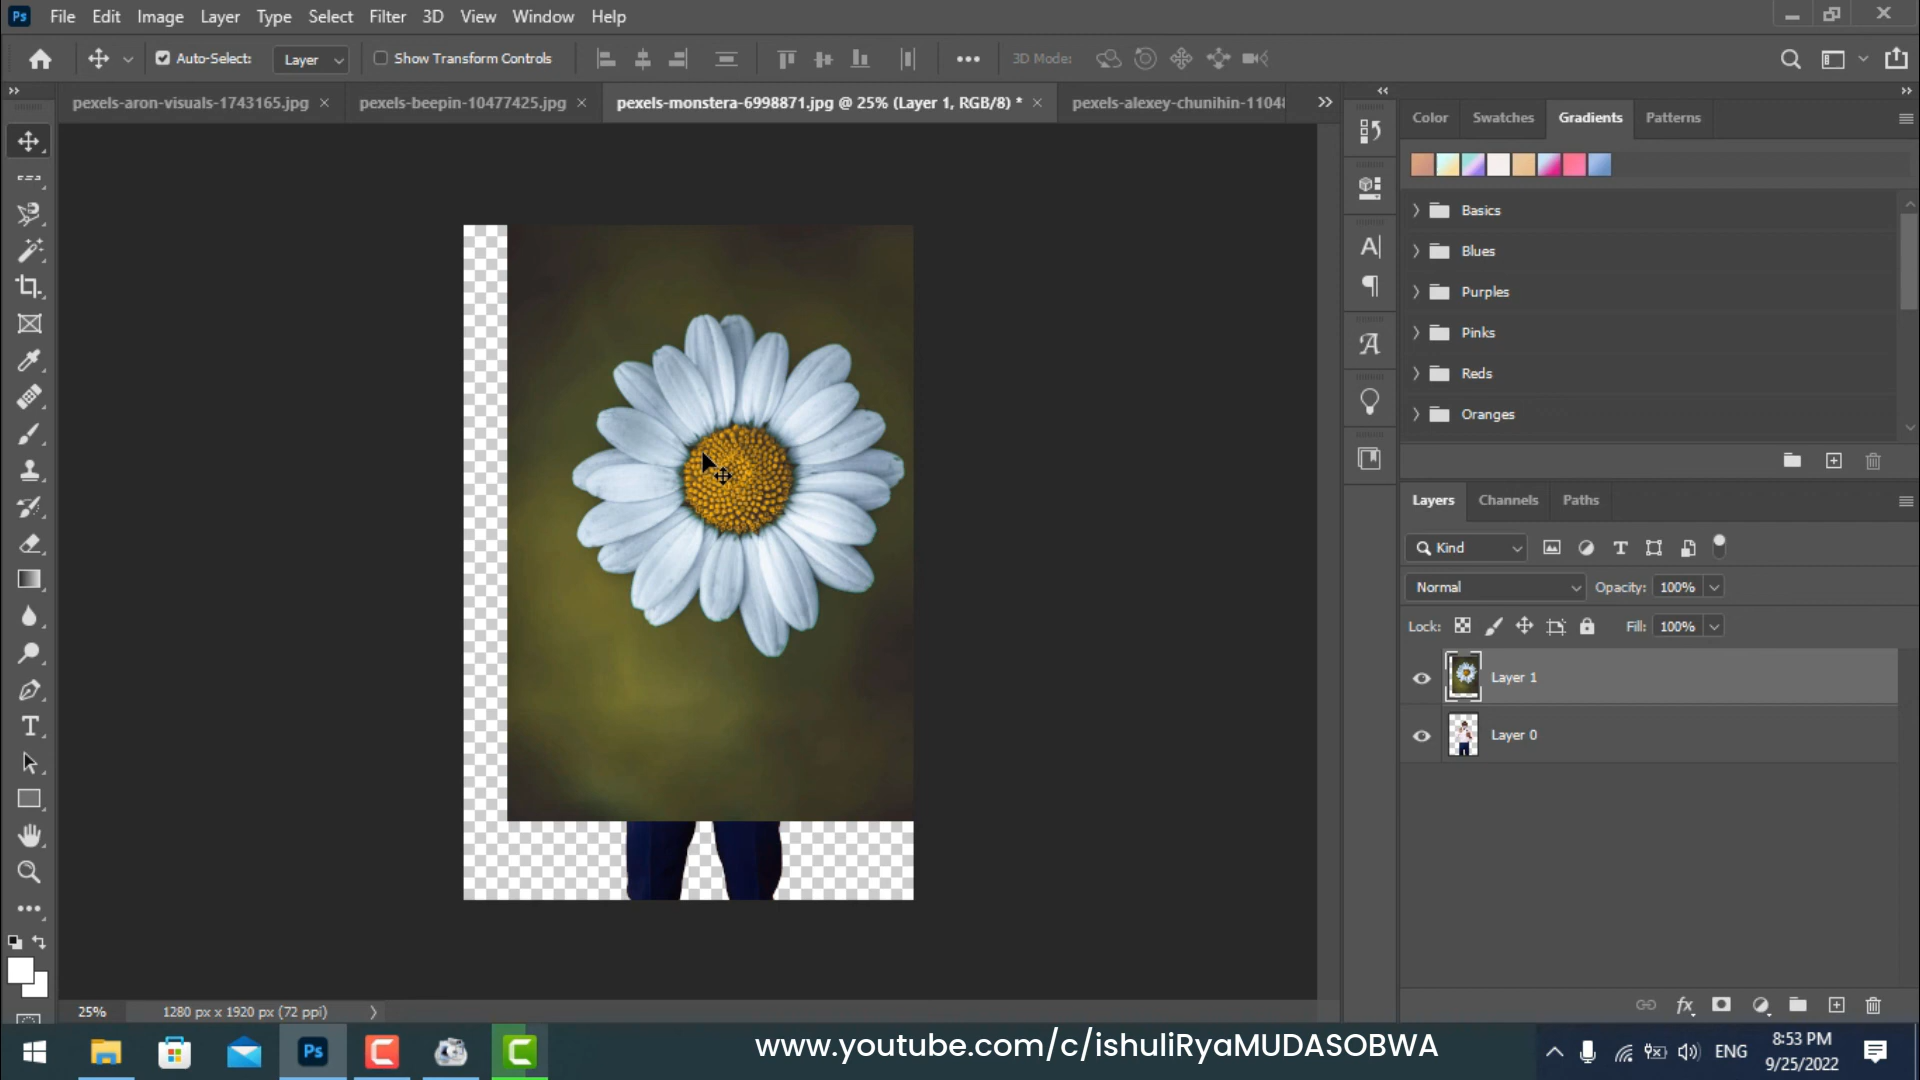 Ps File Edit Image Layer Type Select Filter 3D View Window Help
Auto-Select: Layer Show Transform Controls 3D Mode:
pexels-aron-visuals-1743165.jpg pexels-beepin-10477425.jpg pexels-monstera-6998871.jpg @ 25% (Layer 1, RGB/8) * pexels-alexey-chunihin-1104
Color Swatches Gradients Patterns
Basics
Blues
Purples
Pinks
Reds
Oranges
Layers Channels Paths
Kind
Normal Opacity: 100%
Lock: Fill: 100%
Layer 1
Layer 0
25% 1280 px x 1920 px (72 ppi)
Ps www.youtube.com/c/ishuliRyaMUDASOBWA ENG 8:53 PM
9/25/2022